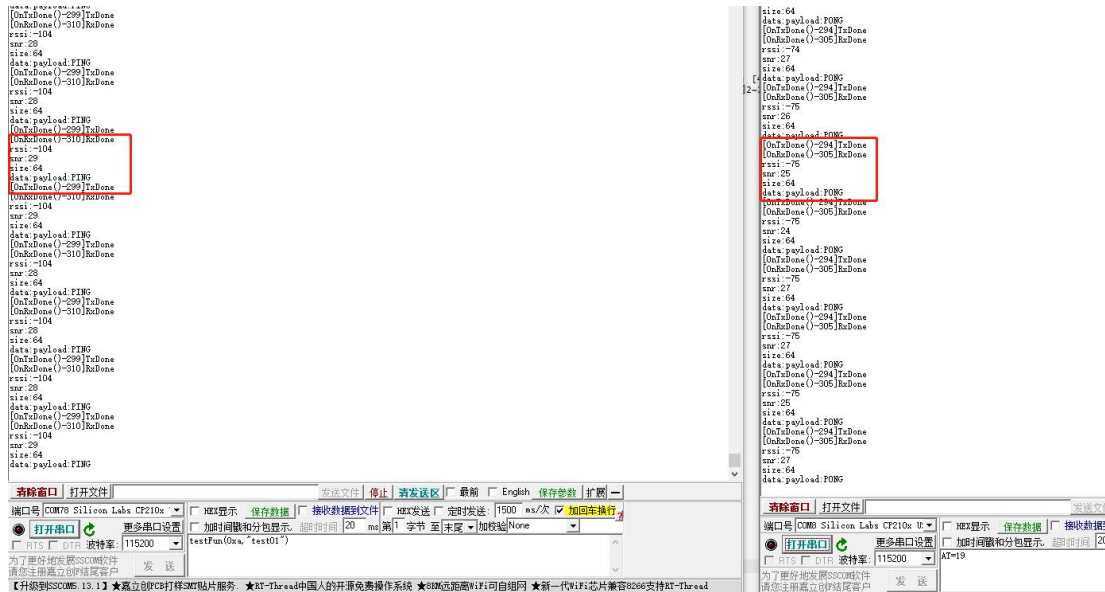 [OnTxDone()-299]TxDone
[OnRxDone()-310]RxDone
rssi:-104
snr:28
size:64
data:payload:PING
[OnTxDone()-299]TxDone
[OnRxDone()-310]RxDone
rssi:-104
snr:28
size:64
data:payload:PING
[OnTxDone()-299]TxDone
[OnRxDone()-310]RxDone
rssi:-104
snr:29
size:64
data:payload:PING
[OnTxDone()-299]TxDone
[OnRxDone()-310]RxDone
rssi:-104
snr:29
size:64
data:payload:PING
[OnTxDone()-299]TxDone
[OnRxDone()-310]RxDone
rssi:-104
snr:28
size:64
data:payload:PING
[OnTxDone()-299]TxDone
[OnRxDone()-310]RxDone
rssi:-104
snr:28
size:64
data:payload:PING
[OnTxDone()-299]TxDone
[OnRxDone()-310]RxDone
rssi:-104
snr:28
size:64
data:payload:PING
[OnTxDone()-299]TxDone
[OnRxDone()-310]RxDone
rssi:-104
snr:29
size:64
data:payload:PING
清除窗口 打开文件 发送文件 停止 清发送区 最前 English 保存参数 扩展 —
端口号 COM78 Silicon Labs CP210x HEX显示 保存数据 接收数据到文件 HEX发送 定时发送: 1500 ms/次 加回车换行
打开串口 更多串口设置 加时间戳和分包显示, 超时时间: 20 ms 第1 字节 至 末尾 加校验 None
RTS DTR 波特率: 115200 testFun(0xa, "test01")
为了更好地发展SSCOM软件
请您注册嘉立创F结尾客户 发 送
【升级到SSCOM5.13.1】★嘉立创PCB打样SMT贴片服务. ★RT-Thread中国人的开源免费操作系统 ★8KM远距离WiFi可自组网 ★新一代WiFi芯片兼容8266支持RT-Thread
size:64
data:payload:PONG
[OnTxDone()-294]TxDone
[OnRxDone()-305]RxDone
rssi:-74
snr:27
size:64
data:payload:PONG
[OnTxDone()-294]TxDone
[OnRxDone()-305]RxDone
rssi:-75
snr:26
size:64
data:payload:PONG
[OnTxDone()-294]TxDone
[OnRxDone()-305]RxDone
rssi:-75
snr:25
size:64
data:payload:PONG
[OnTxDone()-294]TxDone
[OnRxDone()-305]RxDone
rssi:-75
snr:24
size:64
data:payload:PONG
[OnTxDone()-294]TxDone
[OnRxDone()-305]RxDone
rssi:-75
snr:27
size:64
data:payload:PONG
[OnTxDone()-294]TxDone
[OnRxDone()-305]RxDone
rssi:-75
snr:27
size:64
data:payload:PONG
[OnTxDone()-294]TxDone
[OnRxDone()-305]RxDone
rssi:-75
snr:25
size:64
data:payload:PONG
[OnTxDone()-294]TxDone
[OnRxDone()-305]RxDone
rssi:-75
snr:27
size:64
data:payload:PONG
清除窗口 打开文件 发送文
端口号 COM8 Silicon Labs CP210x U HEX显示 保存数据 接收数据
打开串口 更多串口设置 加时间戳和分包显示, 超时时间: 20
RTS DTR 波特率: 115200 AT=19
为了更好地发展SSCOM软件
请您注册嘉立创F结尾客户 发 送